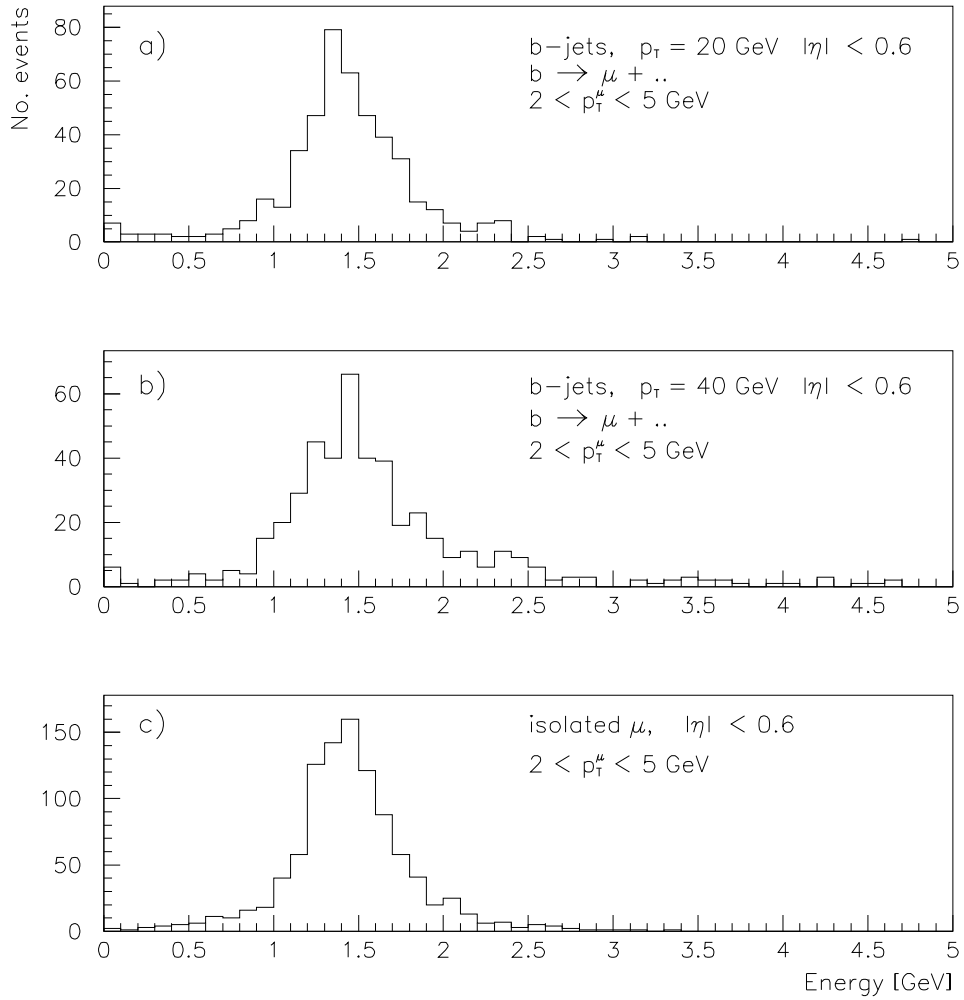 No. events
80
60
40
20
0
a)
b-jets, p_T = 20 GeV |η| < 0.6
b → μ + ..
2 < p_T^μ < 5 GeV
0 0.5 1 1.5 2 2.5 3 3.5 4 4.5 5
60
40
20
0
b)
b-jets, p_T = 40 GeV |η| < 0.6
b → μ + ..
2 < p_T^μ < 5 GeV
0 0.5 1 1.5 2 2.5 3 3.5 4 4.5 5
150
100
50
0
c)
isolated μ, |η| < 0.6
2 < p_T^μ < 5 GeV
0 0.5 1 1.5 2 2.5 3 3.5 4 4.5 5
Energy [GeV]